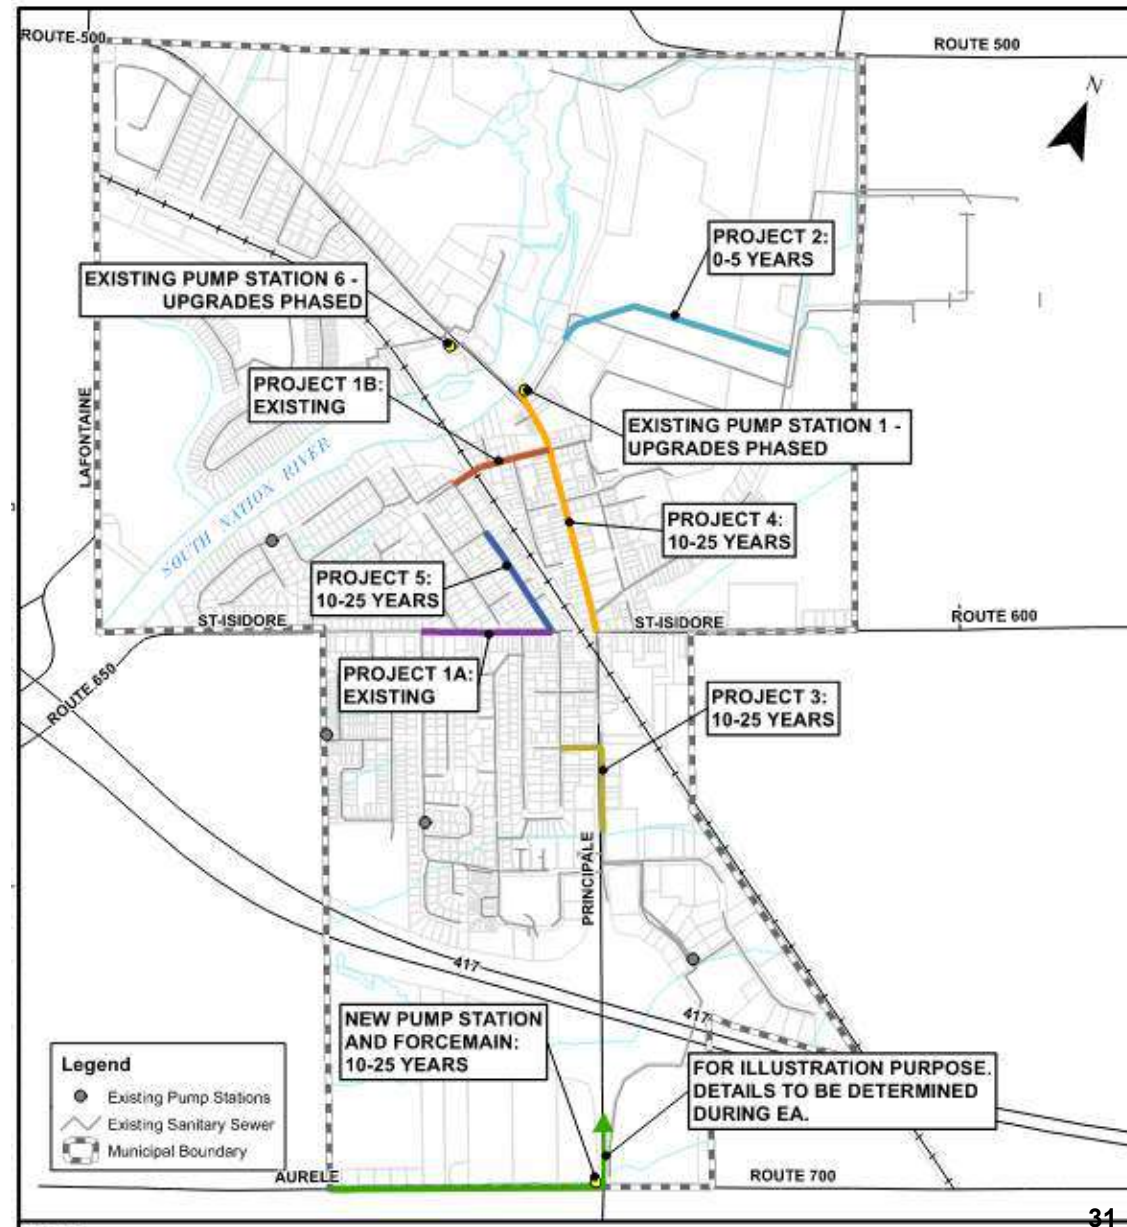 ROUTE 500
ROUTE 500
N
PROJECT 2:
0-5 YEARS
EXISTING PUMP STATION 6 -
UPGRADES PHASED
PROJECT 1B:
EXISTING
LAFONTAINE
EXISTING PUMP STATION 1 -
UPGRADES PHASED
SOUTH NATION RIVER
PROJECT 4:
10-25 YEARS
PROJECT 5:
10-25 YEARS
ST-ISIDORE
ST-ISIDORE
ROUTE 600
PROJECT 1A:
EXISTING
ROUTE 650
PROJECT 3:
10-25 YEARS
PRINCIPALE
417
417
NEW PUMP STATION
AND FORCEMAIN:
10-25 YEARS
FOR ILLUSTRATION PURPOSE.
DETAILS TO BE DETERMINED
DURING EA.
Legend
Existing Pump Stations
Existing Sanitary Sewer
Municipal Boundary
AURELE
ROUTE 700
31